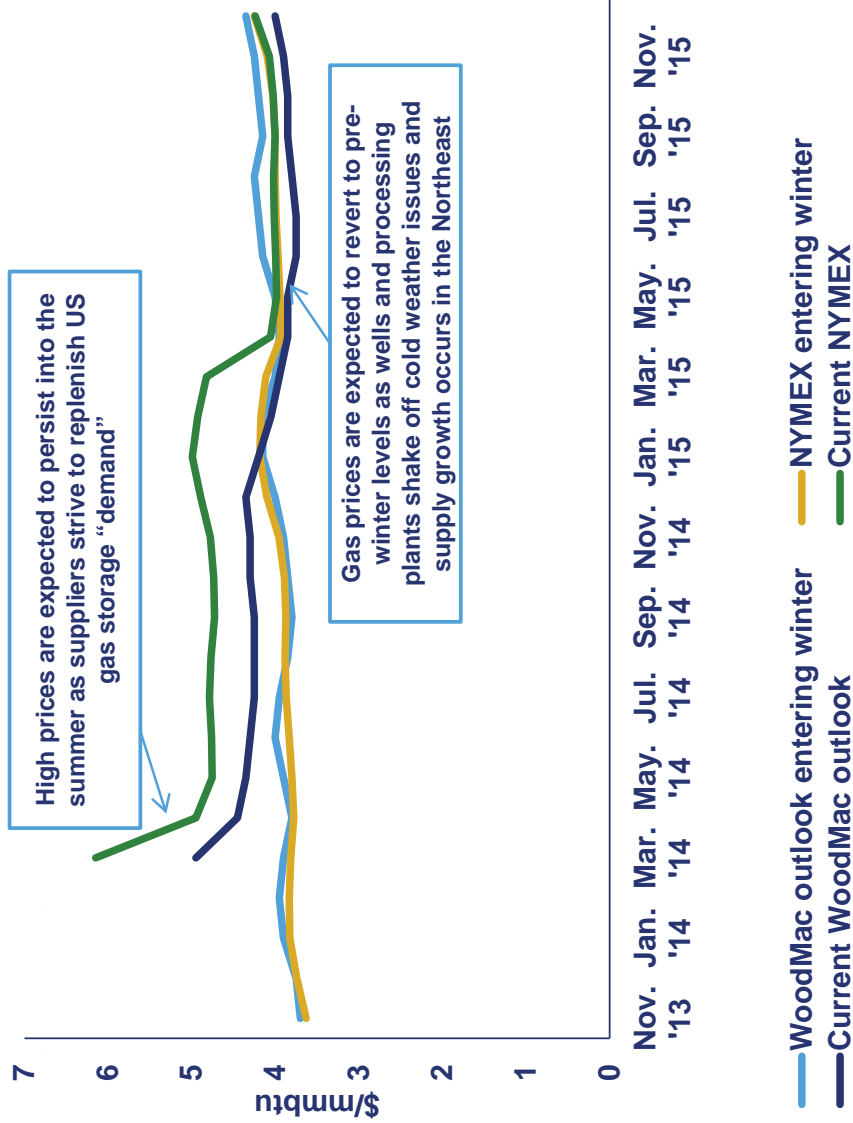 7
6
5
4
3
2
1
0
$/mmbtu
High prices are expected to persist into the
summer as suppliers strive to replenish US
gas storage “demand”
Gas prices are expected to revert to pre-
winter levels as wells and processing
plants shake off cold weather issues and
supply growth occurs in the Northeast
Nov. Jan. Mar. May. Jul. Sep. Nov. Jan. Mar. May. Jul. Sep. Nov.
'13 '14 '14 '14 '14 '14 '14 '15 '15 '15 '15 '15 '15
WoodMac outlook entering winter NYMEX entering winter
Current WoodMac outlook Current NYMEX